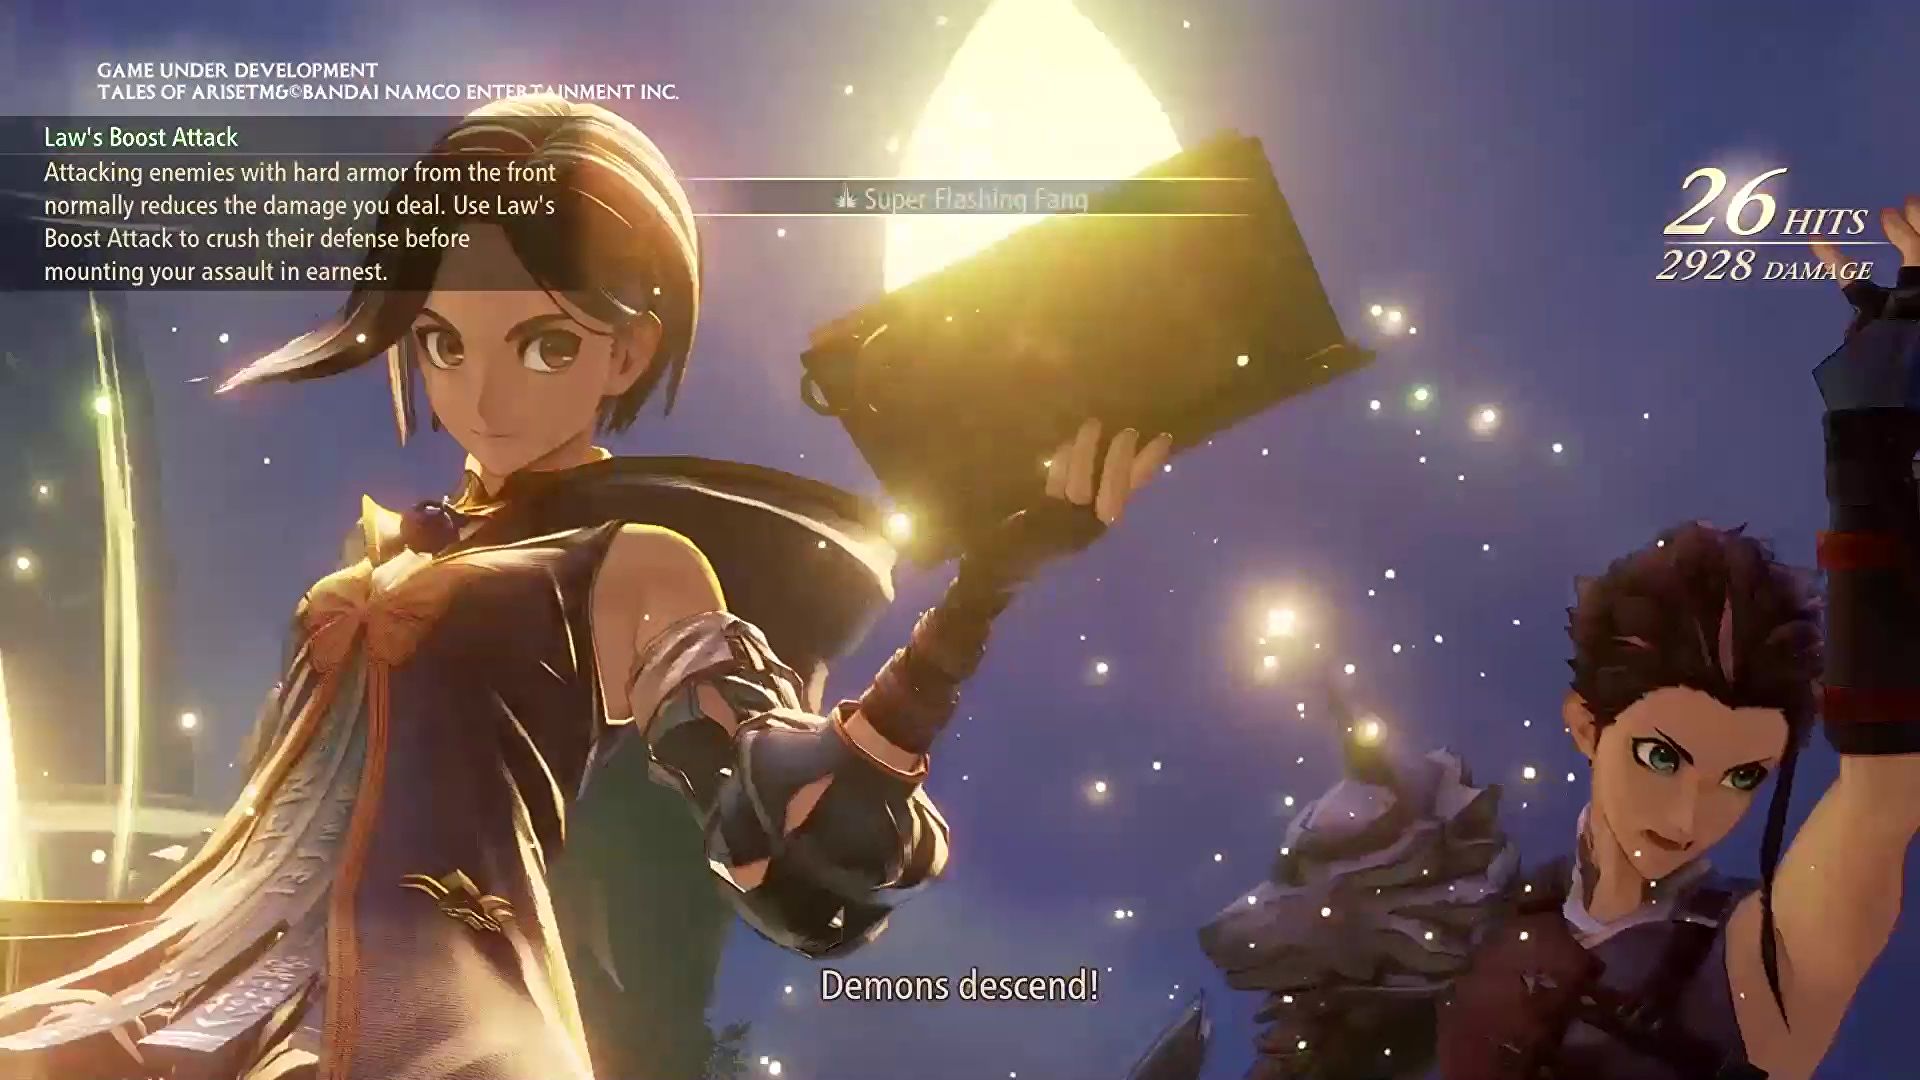 GAME UNDER DEVELOPMENT
TALES OF ARISETM&©BANDAI NAMCO ENTERTAINMENT INC.
Law's Boost Attack
Attacking enemies with hard armor from the front
normally reduces the damage you deal. Use Law's
Boost Attack to crush their defense before
mounting your assault in earnest.
Super Flashing Fang
26 HITS
2928 DAMAGE
Demons descend!